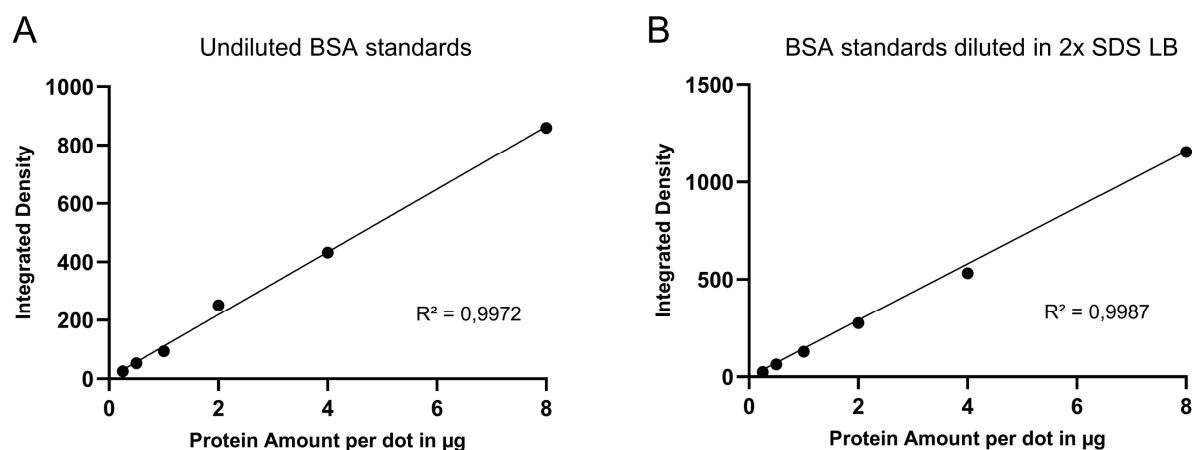 A
Undiluted BSA standards
1000
800
600
400
200
0
Integrated Density
R² = 0,9972
0 2 4 6 8
Protein Amount per dot in µg
B
BSA standards diluted in 2x SDS LB
1500
1000
500
0
Integrated Density
R² = 0,9987
0 2 4 6 8
Protein Amount per dot in µg